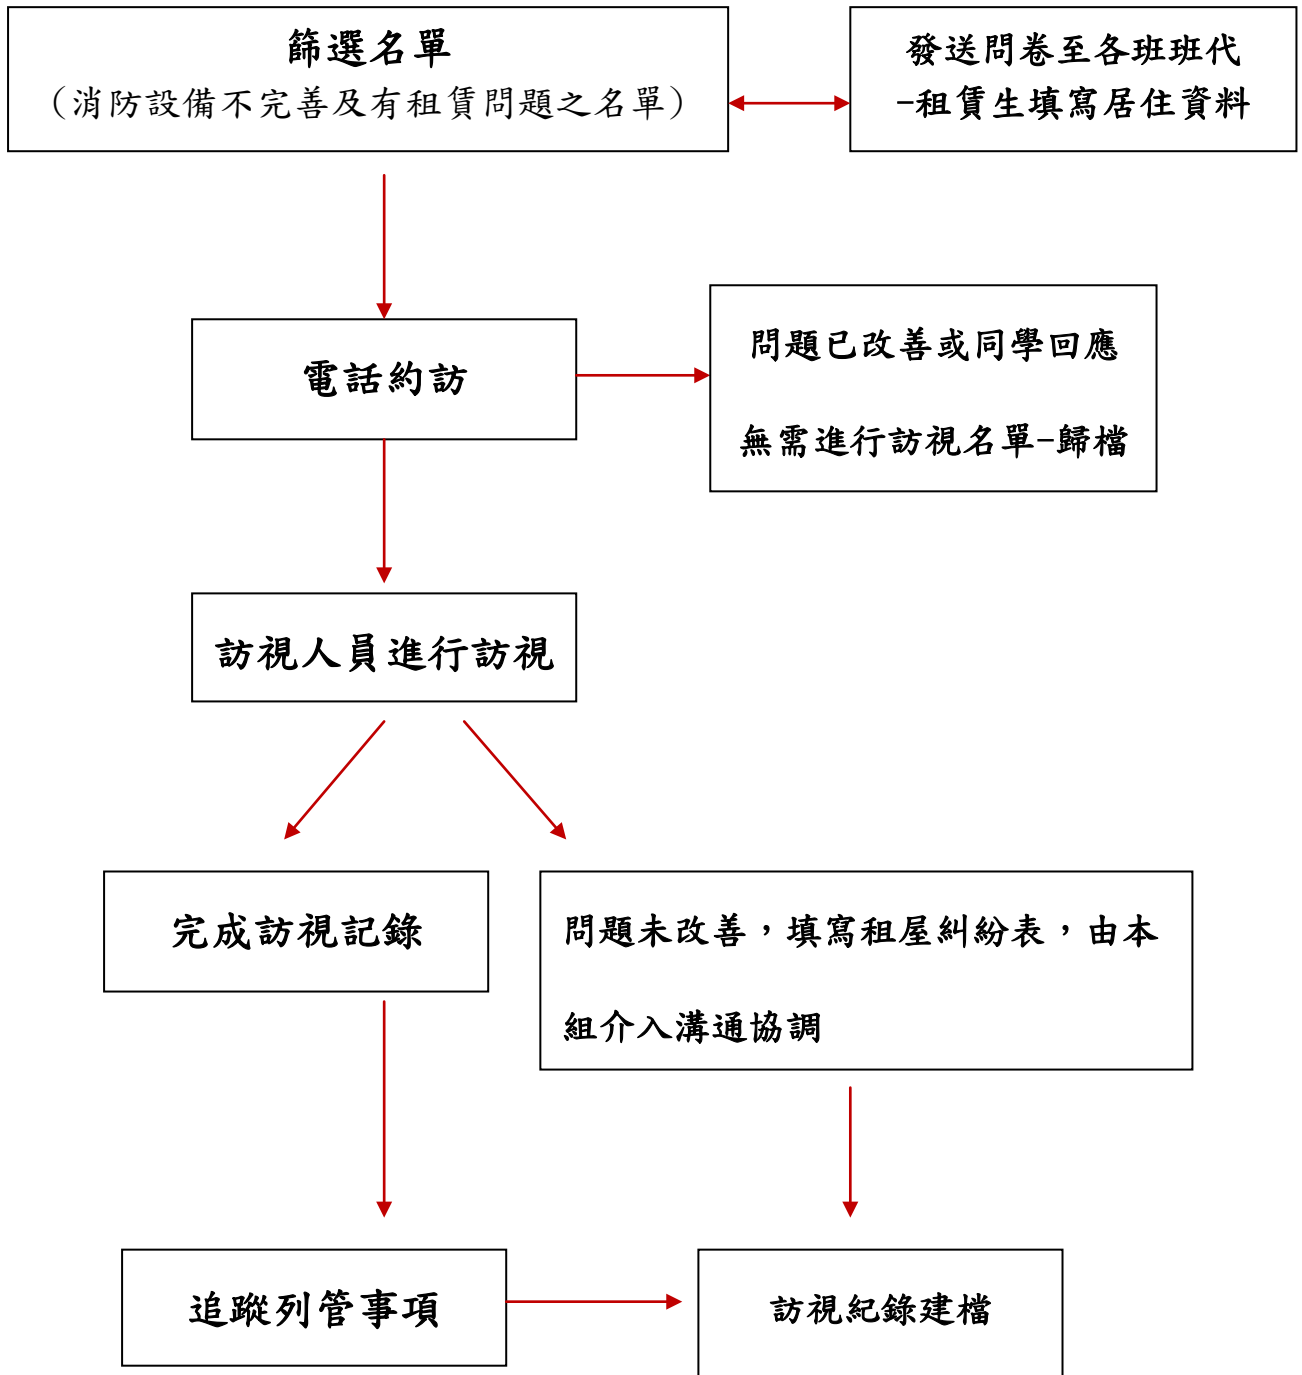 篩選名單
（消防設備不完善及有租賃問題之名單）
發送問卷至各班班代
-租賃生填寫居住資料
電話約訪
問題已改善或同學回應
無需進行訪視名單-歸檔
訪視人員進行訪視
完成訪視記錄
問題未改善，填寫租屋糾紛表，由本
組介入溝通協調
追蹤列管事項
訪視紀錄建檔